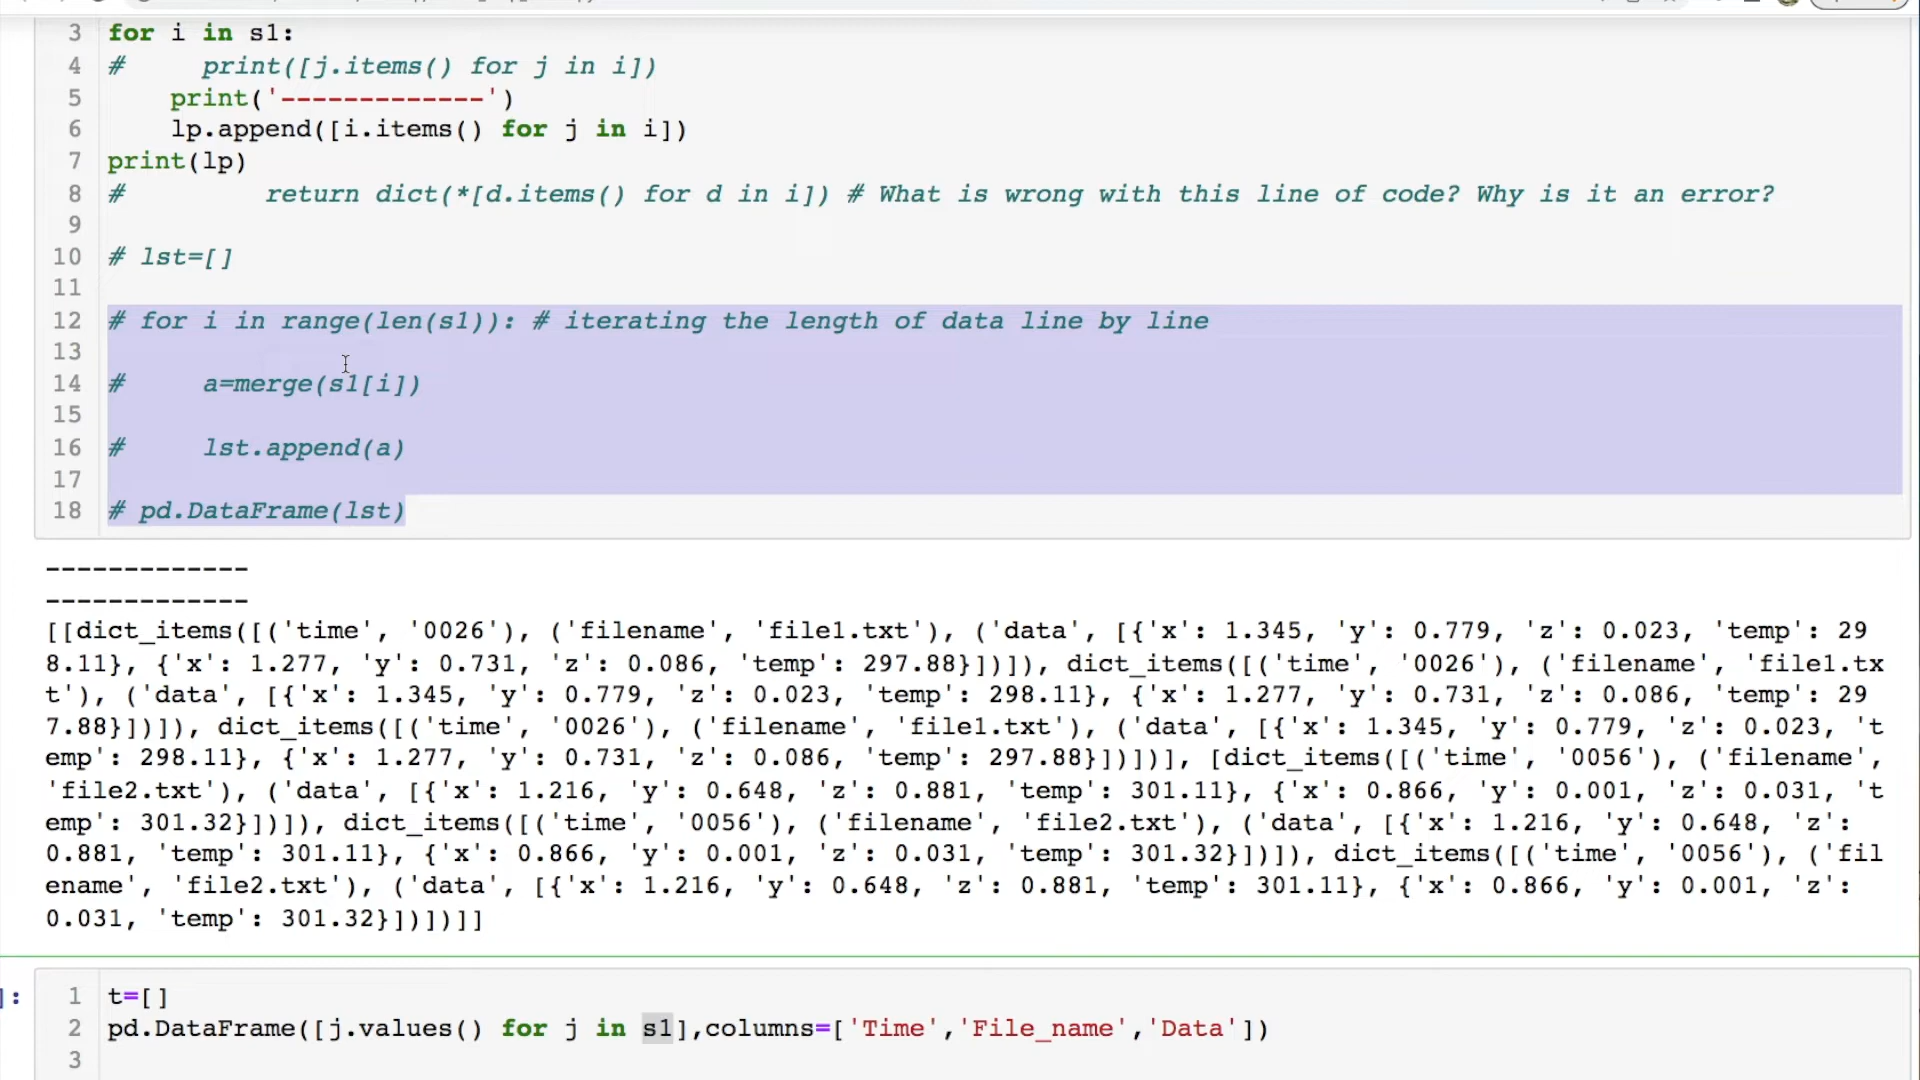 3 for i in s1:
4 #     print([j.items() for j in i])
5     print('-------------')
6     lp.append([i.items() for j in i])
7 print(lp)
8 #         return dict(*[d.items() for d in i]) # What is wrong with this line of code? Why is it an error?
9
10 # lst=[]
11
12 # for i in range(len(s1)): # iterating the length of data line by line
13
14 #     a=merge(s1[i])
15
16 #     lst.append(a)
17
18 # pd.DataFrame(lst)
-------------
-------------
[[dict_items([('time', '0026'), ('filename', 'file1.txt'), ('data', [{'x': 1.345, 'y': 0.779, 'z': 0.023, 'temp': 29
8.11}, {'x': 1.277, 'y': 0.731, 'z': 0.086, 'temp': 297.88}])]), dict_items([('time', '0026'), ('filename', 'file1.tx
t'), ('data', [{'x': 1.345, 'y': 0.779, 'z': 0.023, 'temp': 298.11}, {'x': 1.277, 'y': 0.731, 'z': 0.086, 'temp': 29
7.88}])]), dict_items([('time', '0026'), ('filename', 'file1.txt'), ('data', [{'x': 1.345, 'y': 0.779, 'z': 0.023, 't
emp': 298.11}, {'x': 1.277, 'y': 0.731, 'z': 0.086, 'temp': 297.88}])])], [dict_items([('time', '0056'), ('filename',
'file2.txt'), ('data', [{'x': 1.216, 'y': 0.648, 'z': 0.881, 'temp': 301.11}, {'x': 0.866, 'y': 0.001, 'z': 0.031, 't
emp': 301.32}])]), dict_items([('time', '0056'), ('filename', 'file2.txt'), ('data', [{'x': 1.216, 'y': 0.648, 'z':
0.881, 'temp': 301.11}, {'x': 0.866, 'y': 0.001, 'z': 0.031, 'temp': 301.32}])]), dict_items([('time', '0056'), ('fil
ename', 'file2.txt'), ('data', [{'x': 1.216, 'y': 0.648, 'z': 0.881, 'temp': 301.11}, {'x': 0.866, 'y': 0.001, 'z':
0.031, 'temp': 301.32}])])]]
]: 1 t=[]
2 pd.DataFrame([j.values() for j in s1],columns=['Time','File_name','Data'])
3